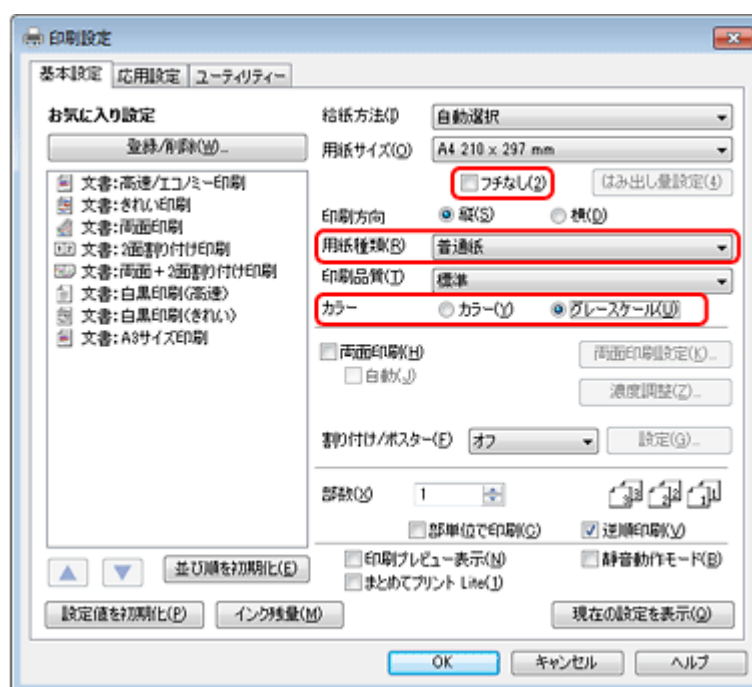 印刷設定
基本設定 応用設定 ユーティリティー
お気に入り設定
登録/削除(W)...
文書:高速/エコノミー印刷
文書:きれい印刷
文書:両面印刷
文書:2面割り付け印刷
文書:両面+2面割り付け印刷
文書:白黒印刷(高速)
文書:白黒印刷(きれい)
文書:A3サイズ印刷
並び順を初期化(E)
給紙方法(I) 自動選択
用紙サイズ(O) A4 210 x 297 mm
フチなし(2) はみ出し量設定(4)
印刷方向 縦(S) 横(D)
用紙種類(R) 普通紙
印刷品質(T) 標準
カラー カラー(Y) グレースケール(U)
両面印刷(H) 両面印刷設定(K)...
自動(J)
濃度調整(Z)...
割り付け/ポスター(F) オフ 設定(G)...
部数(X) 1
部単位で印刷(C) 逆順印刷(V)
印刷プレビュー表示(N) 静音動作モード(B)
まとめてプリント Lite(1)
設定値を初期化(P) インク残量(M) 現在の設定を表示(Q)
OK キャンセル ヘルプ